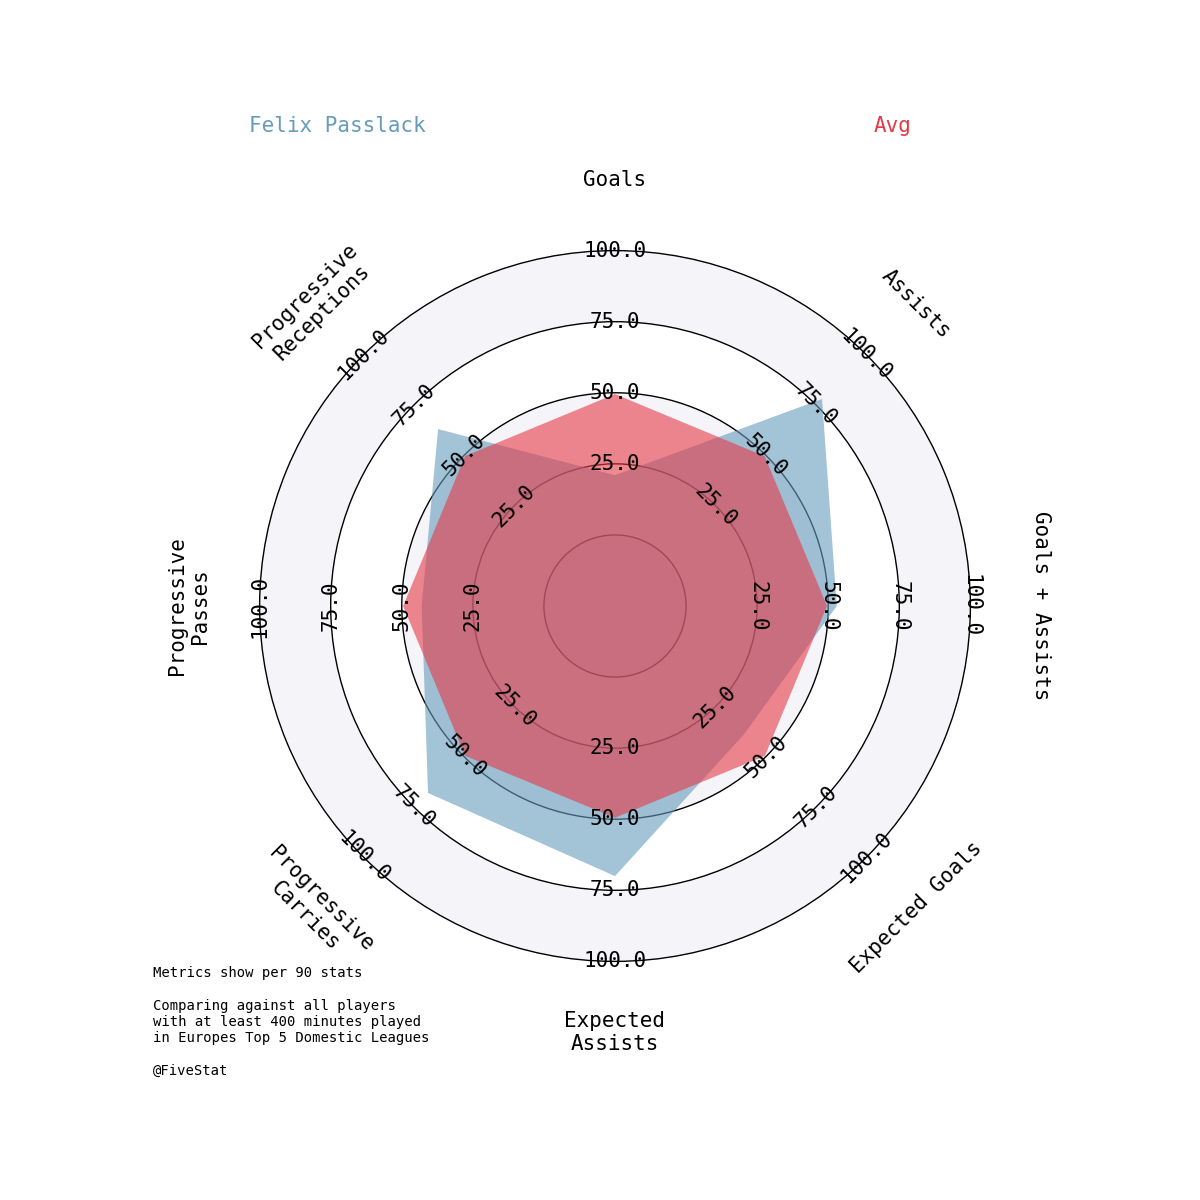 Felix Passlack
Avg
Goals
Assists
Goals + Assists
Expected Goals
Expected
Assists
Progressive
Carries
Progressive
Passes
Progressive
Receptions
25.0
50.0
75.0
100.0
25.0
50.0
75.0
100.0
25.0
50.0
75.0
100.0
25.0
50.0
75.0
100.0
25.0
50.0
75.0
100.0
25.0
50.0
75.0
100.0
25.0
50.0
75.0
100.0
25.0
50.0
75.0
100.0
Metrics show per 90 stats
Comparing against all players
with at least 400 minutes played
in Europes Top 5 Domestic Leagues
@FiveStat